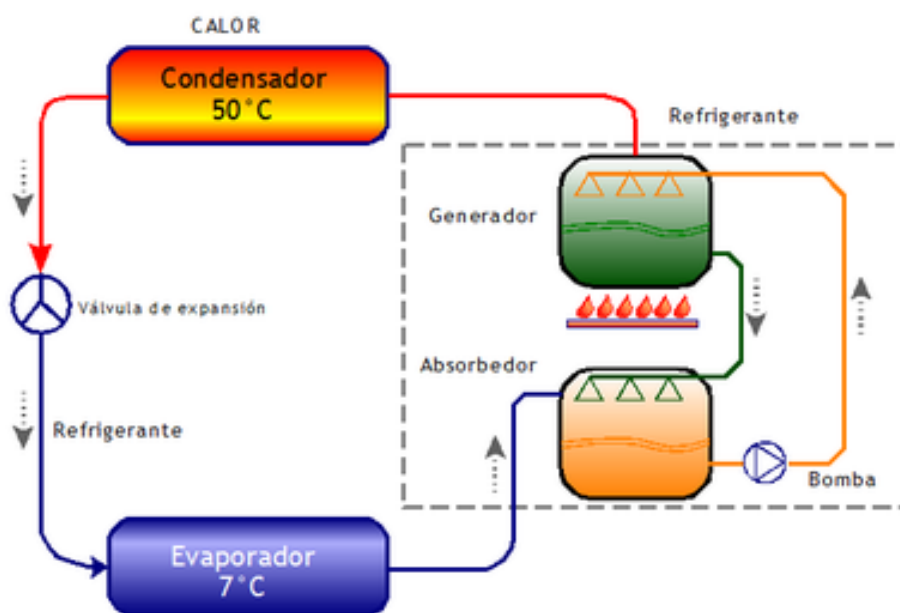 CALOR
Condensador
50°C
Refrigerante
Generador
Válvula de expansión
Absorbedor
Refrigerante
Bomba
Evaporador
7°C